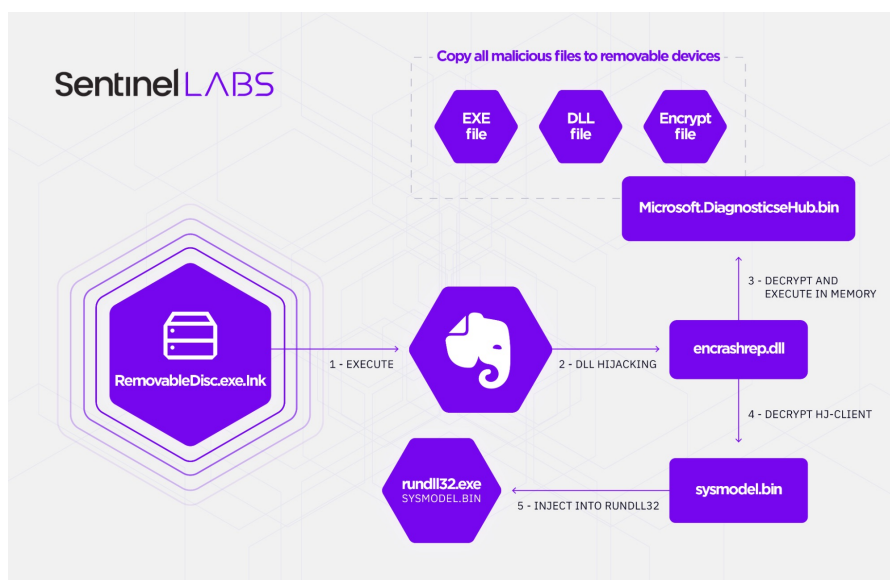 SentinelLABS
Copy all malicious files to removable devices
EXE
file
DLL
file
Encrypt
file
Microsoft.DiagnosticseHub.bin
3 - DECRYPT AND
EXECUTE IN MEMORY
RemovableDisc.exe.lnk
1 - EXECUTE
2 - DLL HIJACKING
encrashrep.dll
4 - DECRYPT HJ-CLIENT
sysmodel.bin
5 - INJECT INTO RUNDLL32
rundll32.exe
SYSMODEL.BIN